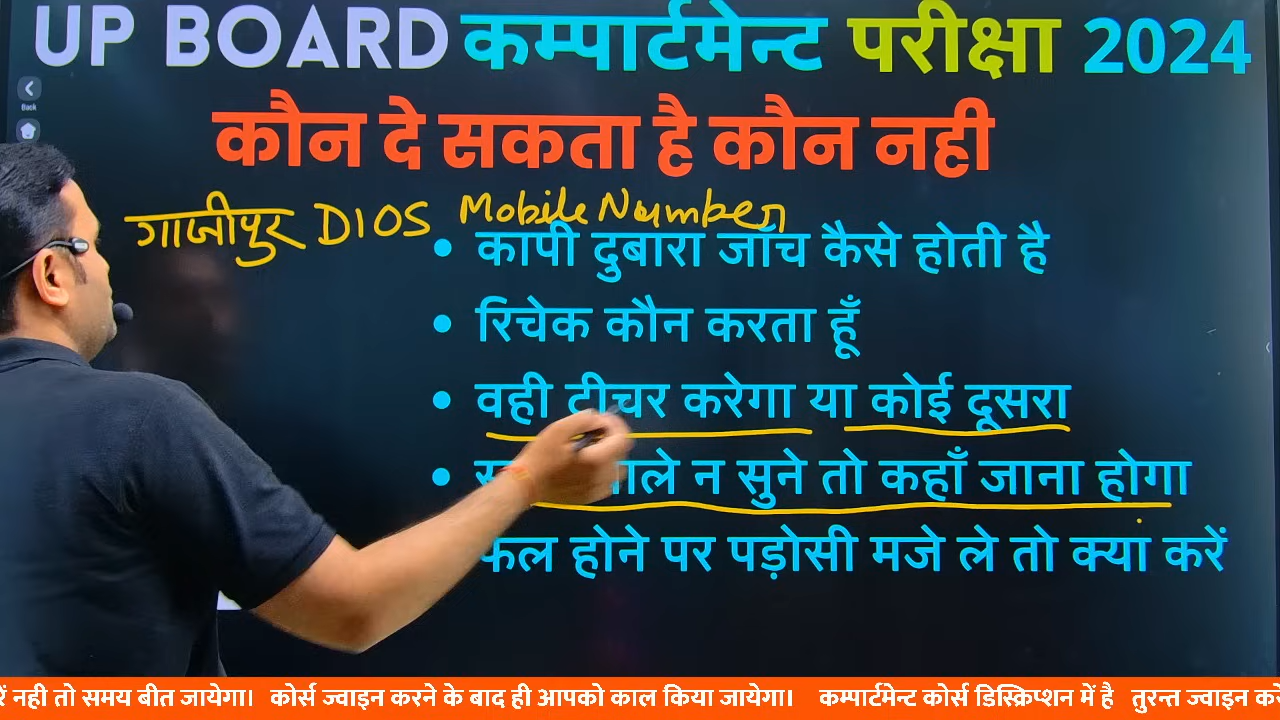 UP BOARD कम्पार्टमेन्ट परीक्षा 2024
Back
कौन दे सकता है कौन नही
गाजीपुर DIOS Mobile Number
• कापी दुबारा जाँच कैसे होती है
• रिचेक कौन करता हूँ
• वही टीचर करेगा या कोई दूसरा
• वाले न सुने तो कहाँ जाना होगा
फेल होने पर पड़ोसी मजे ले तो क्या करें
नही तो समय बीत जायेगा। कोर्स ज्वाइन करने के बाद ही आपको काल किया जायेगा। कम्पार्टमेन्ट कोर्स डिस्क्रिप्शन में है तुरन्त ज्वाइन